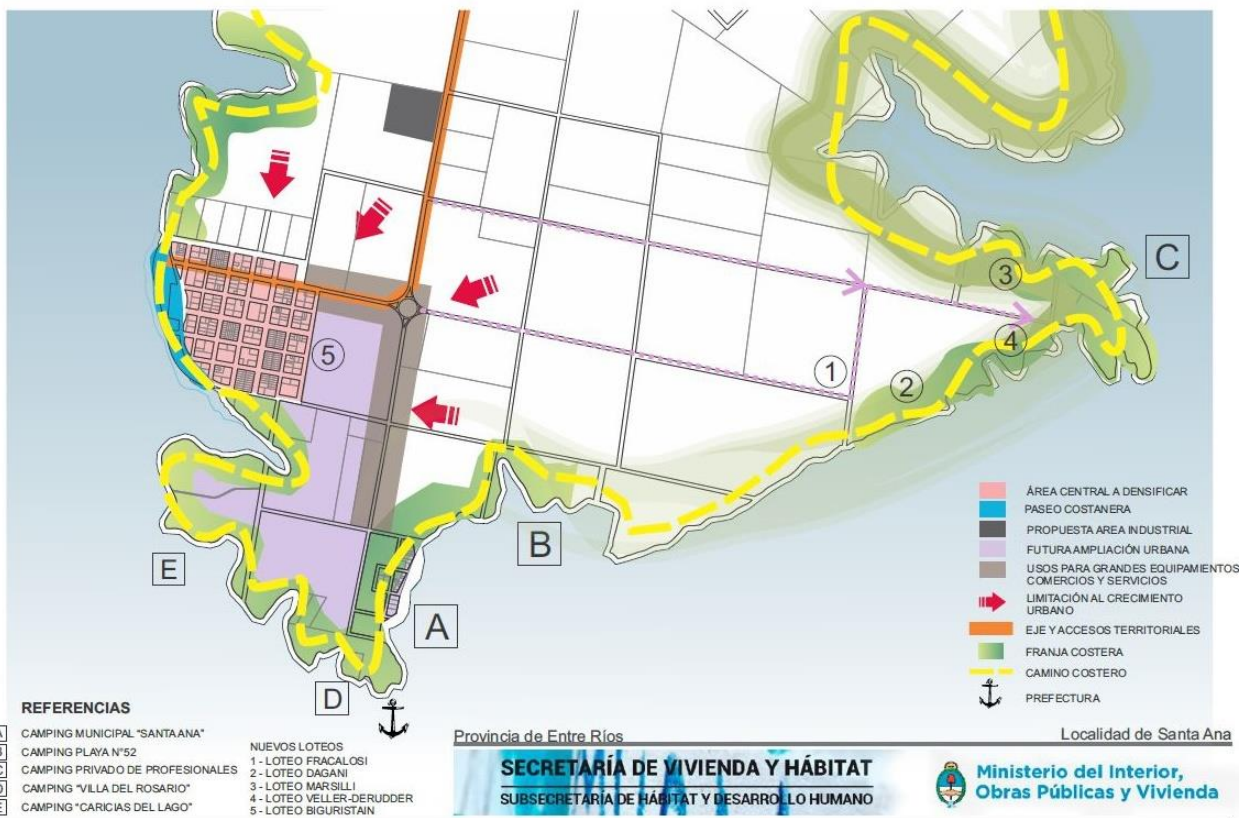 C
3
4
1
2
5
B
E
A
D
ÁREA CENTRAL A DENSIFICAR
PASEO COSTANERA
PROPUESTA AREA INDUSTRIAL
FUTURA AMPLIACIÓN URBANA
USOS PARA GRANDES EQUIPAMIENTOS
COMERCIOS Y SERVICIOS
LIMITACIÓN AL CRECIMIENTO
URBANO
EJE Y ACCESOS TERRITORIALES
FRANJA COSTERA
CAMINO COSTERO
PREFECTURA
REFERENCIAS
A CAMPING MUNICIPAL "SANTA ANA"
B CAMPING PLAYA N°52
C CAMPING PRIVADO DE PROFESIONALES
D CAMPING "VILLA DEL ROSARIO"
E CAMPING "CARICIAS DEL LAGO"
NUEVOS LOTEOS
1 - LOTEO FRACALOSI
2 - LOTEO DAGANI
3 - LOTEO MARSILLI
4 - LOTEO VELLER-DERUDDER
5 - LOTEO BIGURISTAIN
Provincia de Entre Ríos
Localidad de Santa Ana
SECRETARÍA DE VIVIENDA Y HÁBITAT
SUBSECRETARÍA DE HÁBITAT Y DESARROLLO HUMANO
Ministerio del Interior,
Obras Públicas y Vivienda